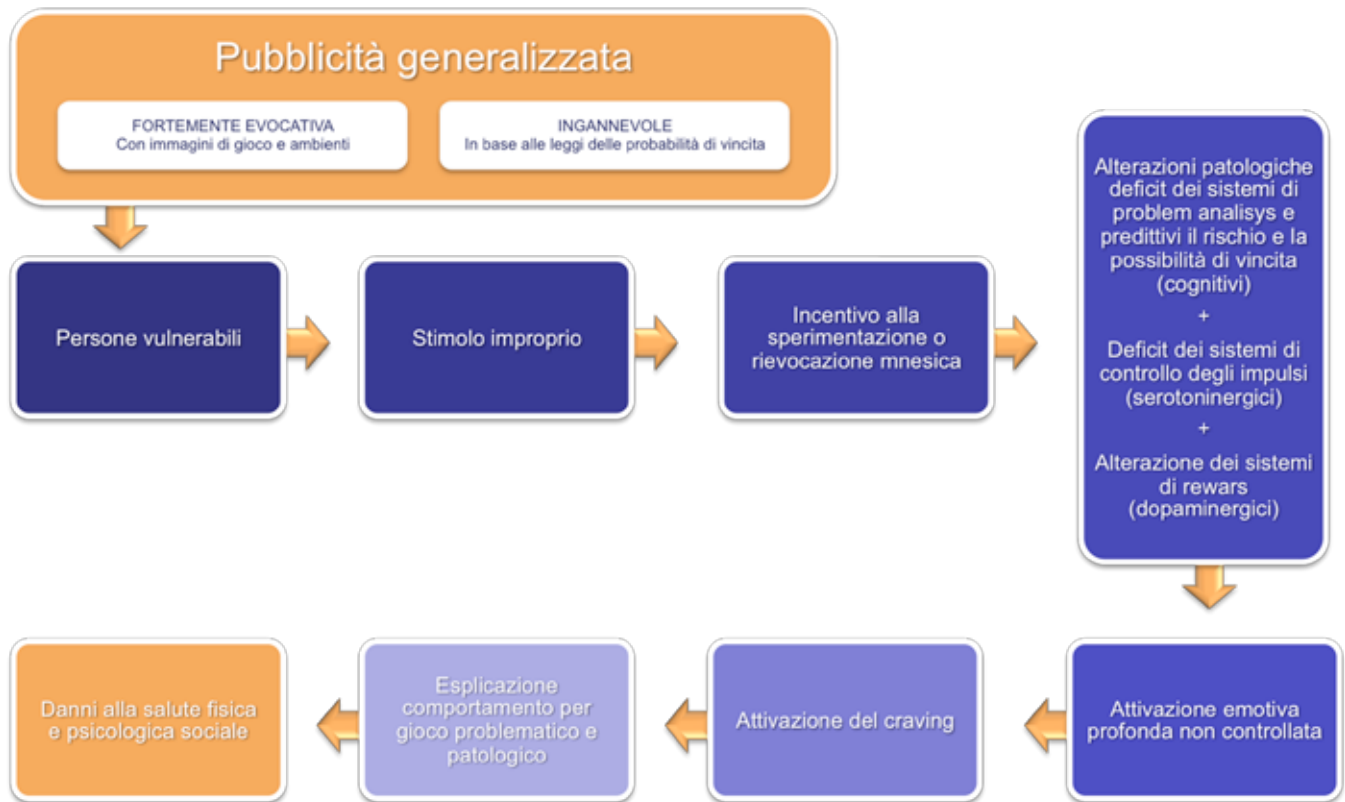 Pubblicità generalizzata
FORTEMENTE EVOCATIVA
Con immagini di gioco e ambienti
INGANNEVOLE
In base alle leggi delle probabilità di vincita
Persone vulnerabili
Stimolo improprio
Incentivo alla
sperimentazione o
rievocazione mnesica
Alterazioni patologiche
deficit dei sistemi di
problem analisys e
predittivi il rischio e la
possibilità di vincita
(cognitivi)
+
Deficit dei sistemi di
controllo degli impulsi
(serotoninergici)
+
Alterazione dei sistemi
di rewars
(dopaminergici)
Attivazione emotiva
profonda non controllata
Attivazione del craving
Esplicazione
comportamento per
gioco problematico e
patologico
Danni alla salute fisica
e psicologica sociale